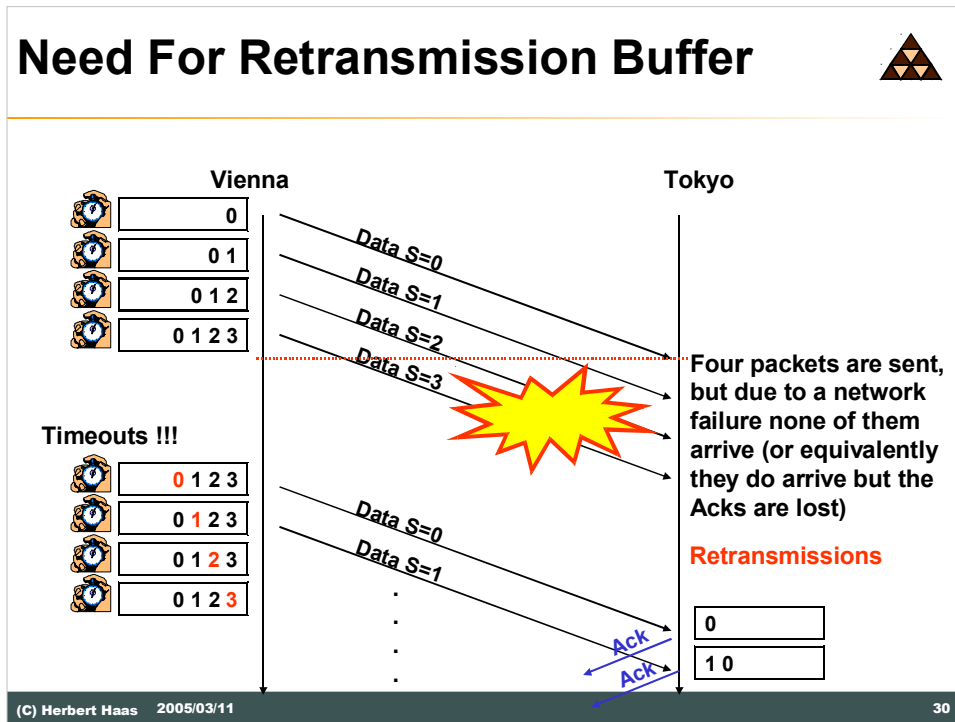 Need For Retransmission Buffer
Vienna
Tokyo
0
0 1
0 1 2
0 1 2 3
Data S=0
Data S=1
Data S=2
Data S=3
Four packets are sent,
but due to a network
failure none of them
arrive (or equivalently
they do arrive but the
Acks are lost)
Timeouts !!!
0 1 2 3
0 1 2 3
0 1 2 3
0 1 2 3
Data S=0
Data S=1
.
.
.
.
Retransmissions
0
1 0
Ack
Ack
(C) Herbert Haas 2005/03/11
30